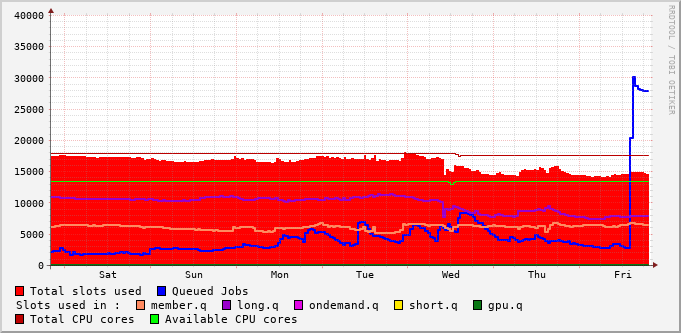 40000
35000
30000
25000
20000
15000
10000
5000
0
Sat Sun Mon Tue Wed Thu Fri
Total slots used Queued Jobs
Slots used in : member.q long.q ondemand.q short.q gpu.q
Total CPU cores Available CPU cores
RRDTOOL / TOBI OETIKER